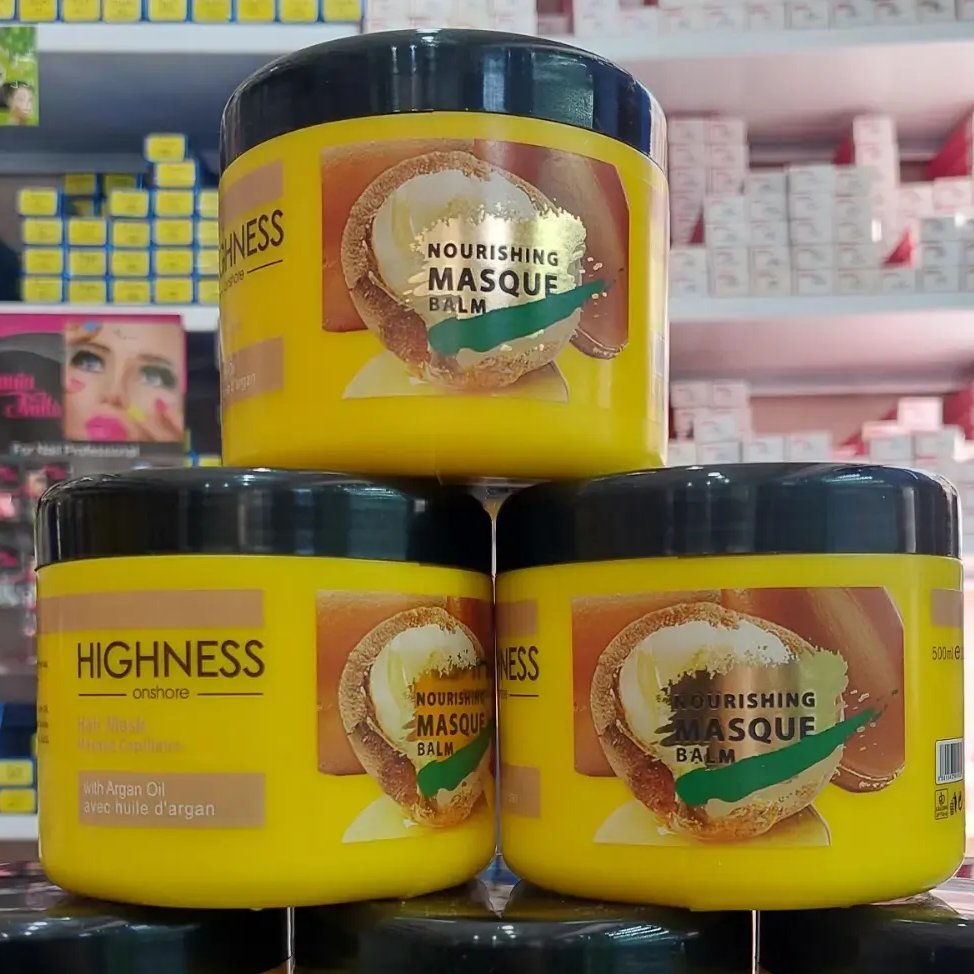 NOURISHING
MASQUE
BALM
HIGHNESS
onshore
Hair Mask
Masque Capillaire
with Argan Oil
avec huile d'argan
NOURISHING
MASQUE
BALM
NESS
NOURISHING
MASQUE
BALM
500ml e
For Nail Professional